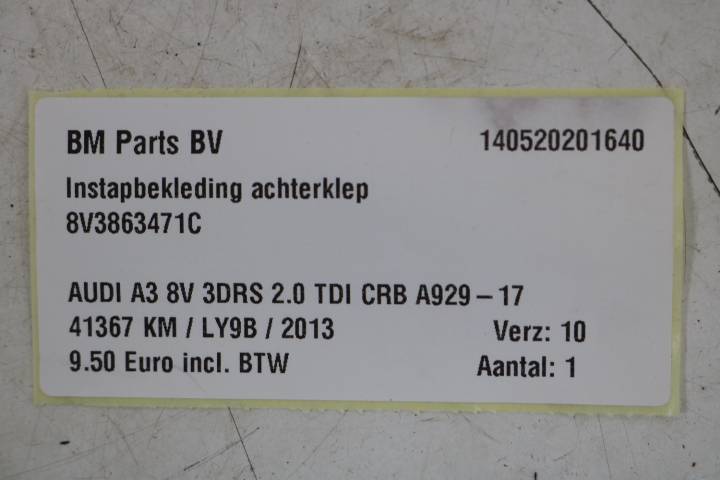 BM Parts BV 140520201640
Instapbekleding achterklep
8V3863471C
AUDI A3 8V 3DRS 2.0 TDI CRB A929 – 17
41367 KM / LY9B / 2013 Verz: 10
9.50 Euro incl. BTW Aantal: 1